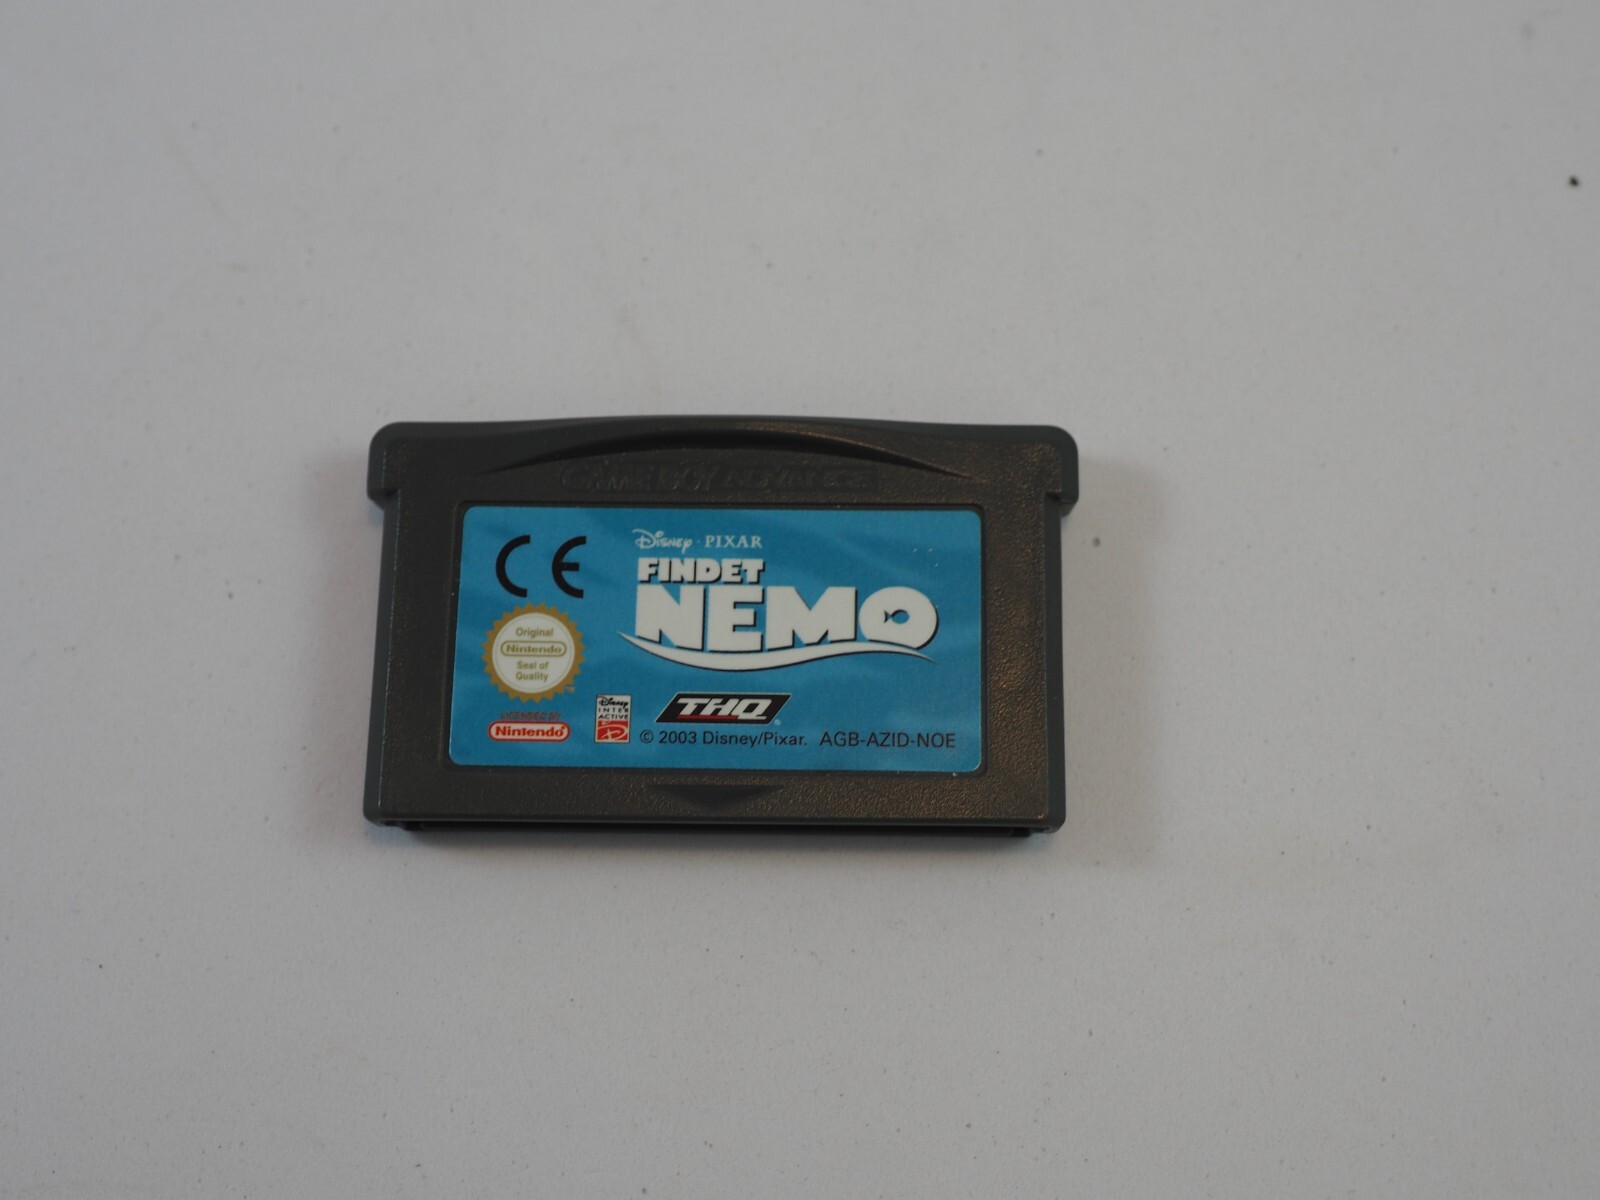 GAME BOY ADVANCE
CE
Disney · PIXAR
FINDET
NEMO
Original
Nintendo
Seal of
Quality
TM
LICENSED BY
Nintendo®
Disney
INTER
ACTIVE
THQ®
© 2003 Disney/Pixar. AGB-AZID-NOE